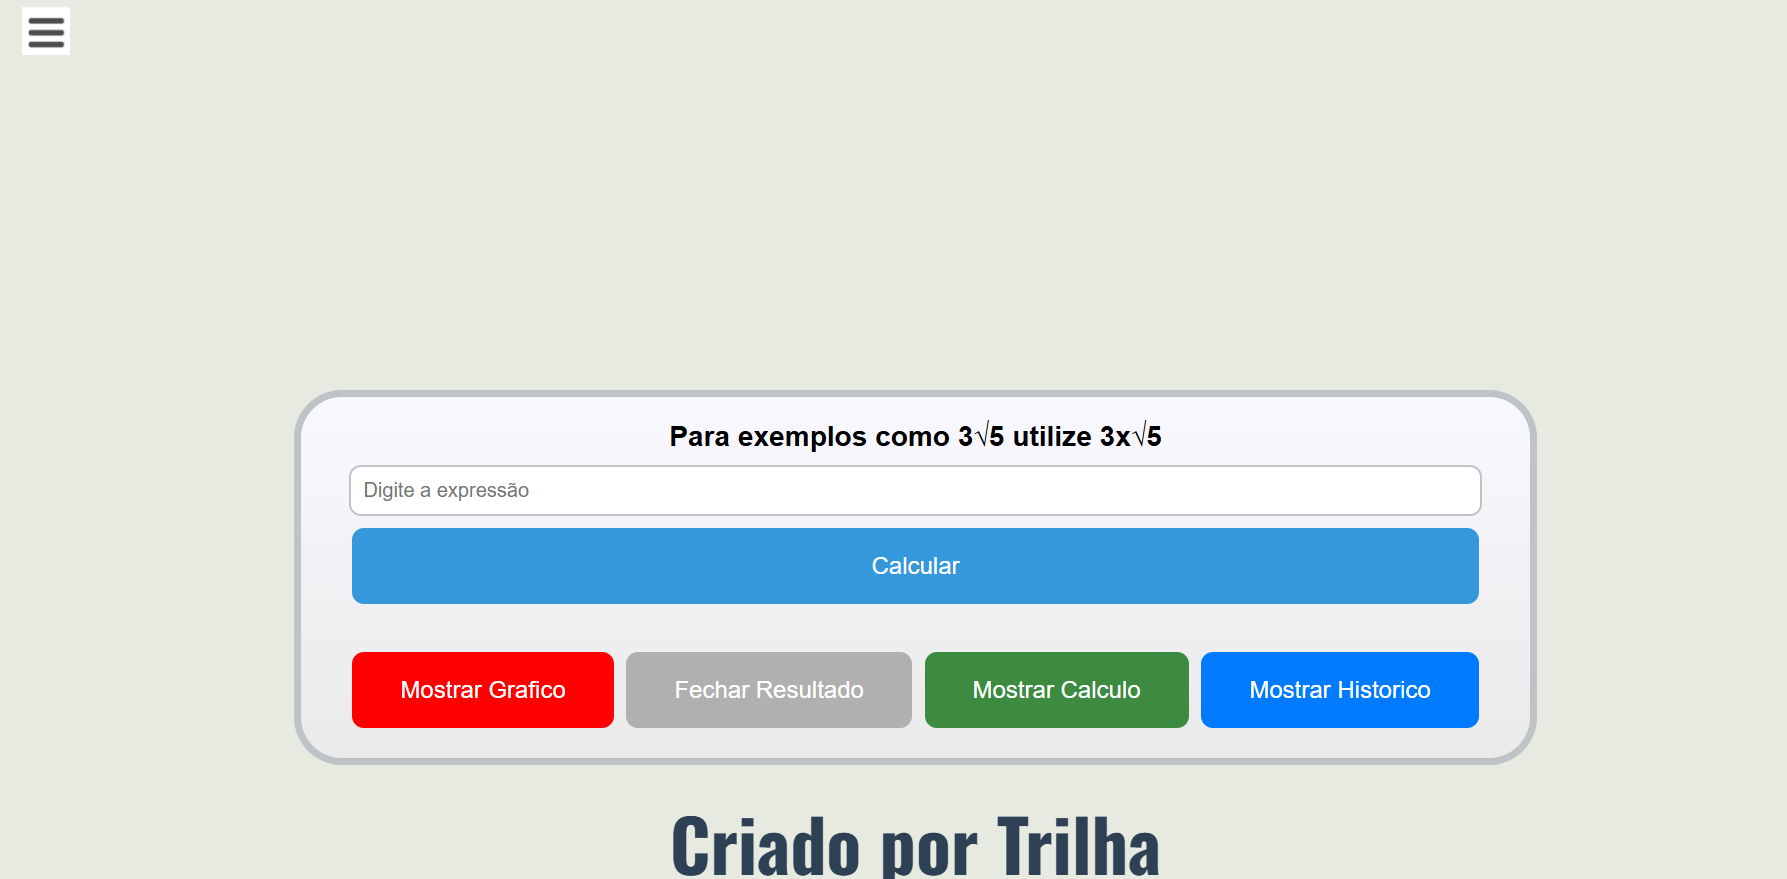 Para exemplos como 3√5 utilize 3x√5
Digite a expressão
Calcular
Mostrar Grafico
Fechar Resultado
Mostrar Calculo
Mostrar Historico
Criado por Trilha